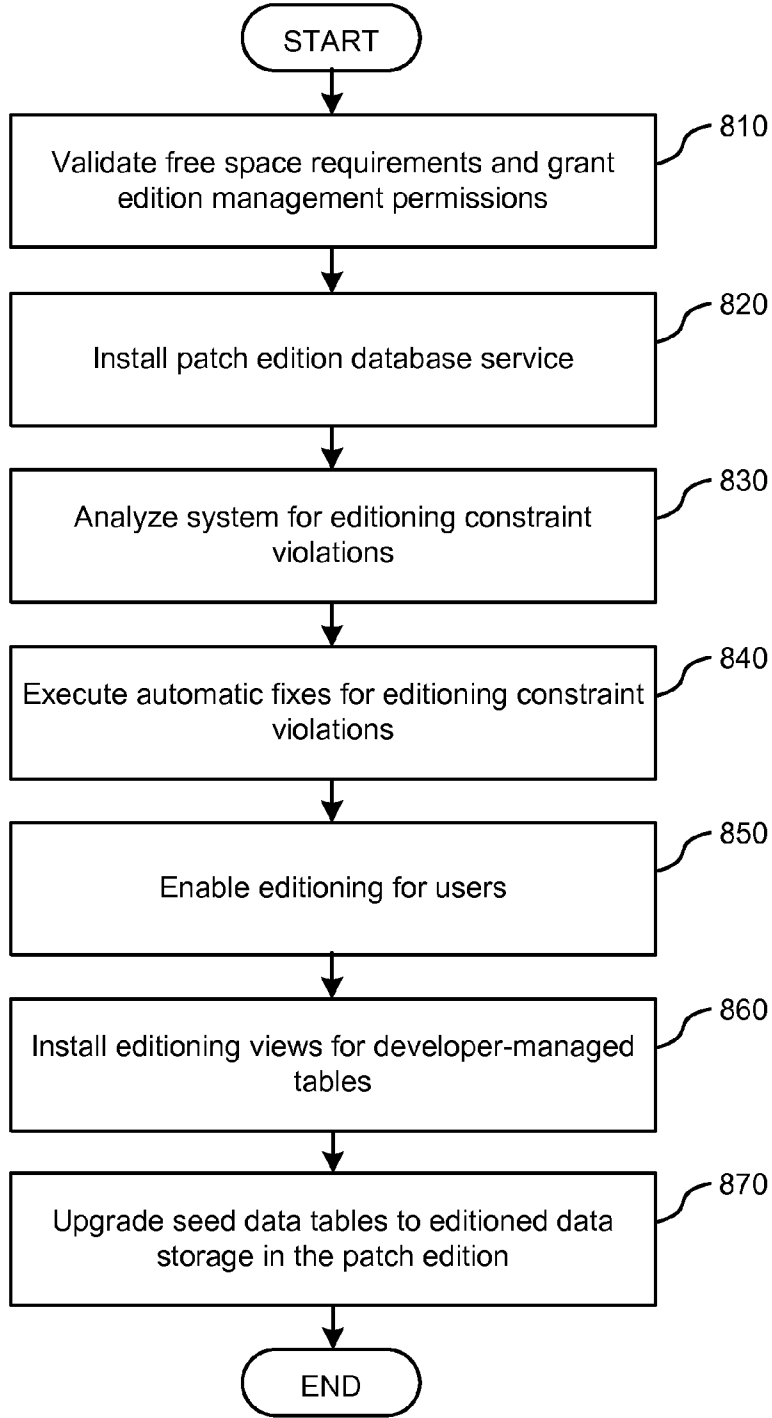 START
810
Validate free space requirements and grant
edition management permissions
820
Install patch edition database service
830
Analyze system for editioning constraint
violations
840
Execute automatic fixes for editioning constraint
violations
850
Enable editioning for users
860
Install editioning views for developer-managed
tables
870
Upgrade seed data tables to editioned data
storage in the patch edition
END